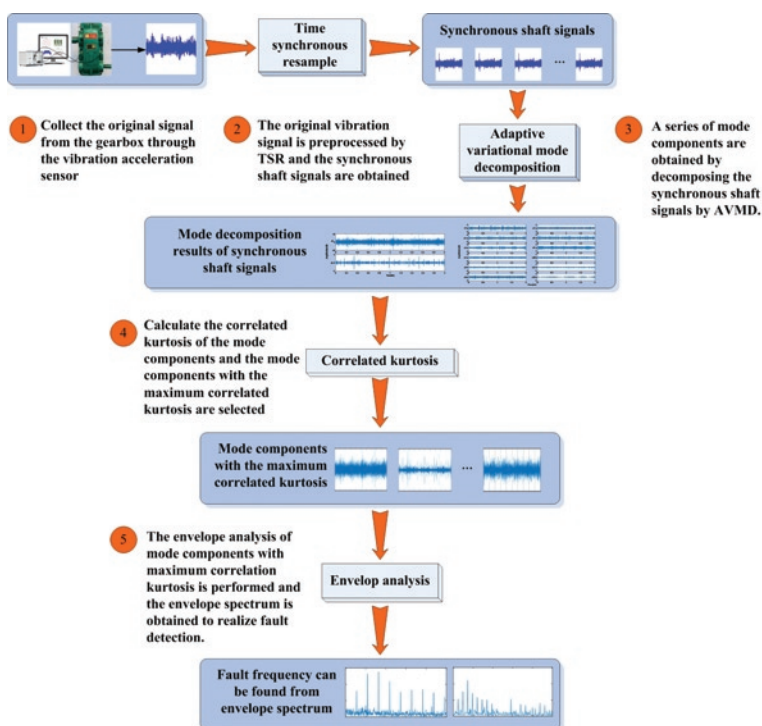 Time
synchronous
resample
Synchronous shaft signals
...
1
Collect the original signal
from the gearbox through
the vibration acceleration
sensor
2
The original vibration
signal is preprocessed by
TSR and the synchronous
shaft signals are obtained
Adaptive
variational mode
decomposition
3
A series of mode
components are
obtained by
decomposing the
synchronous shaft
signals by AVMD.
Mode decomposition
results of synchronous
shaft signals
4
Calculate the correlated
kurtosis of the mode
components and the mode
components with the
maximum correlated
kurtosis are selected
Correlated kurtosis
Mode components
with the maximum
correlated kurtosis
...
5
The envelope analysis of
mode components with
maximum correlation
kurtosis is performed and
the envelope spectrum is
obtained to realize fault
detection.
Envelop analysis
Fault frequency can
be found from
envelope spectrum